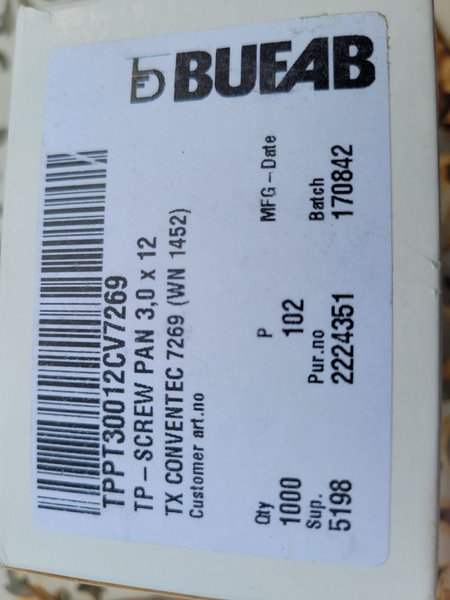 BUFAB
TPPT30012CV7269
TP-SCREW PAN 3,0 x 12
TX CONVENTEC 7269 (WN 1452)
Customer art.no
Qty P MFG-Date
1000 102
Sup. Pur.no Batch
5198 2224351 170842